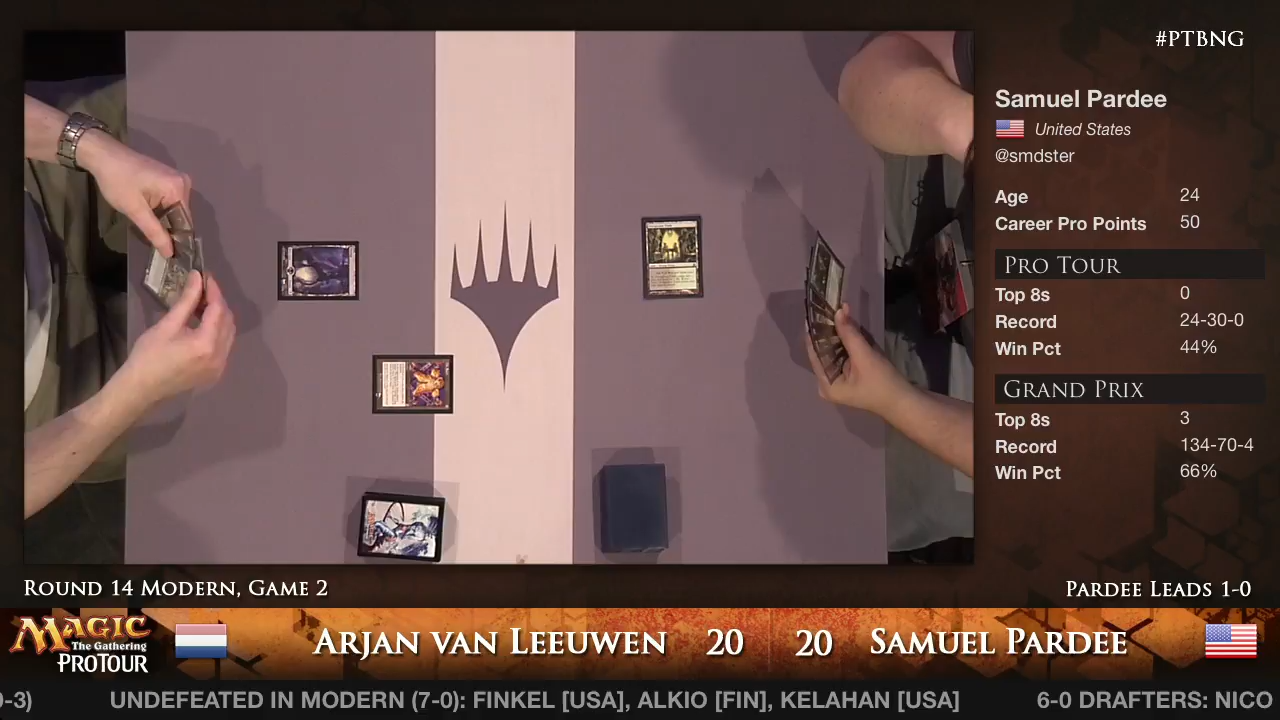 #PTBNG
Samuel Pardee
United States
@smdster
Age 24
Career Pro Points 50
PRO TOUR
Top 8s 0
Record 24-30-0
Win Pct 44%
GRAND PRIX
Top 8s 3
Record 134-70-4
Win Pct 66%
ROUND 14 MODERN, GAME 2
PARDEE LEADS 1-0
MAGIC
The Gathering
PROTOUR
ARJAN VAN LEEUWEN 20
20 SAMUEL PARDEE
0-3) UNDEFEATED IN MODERN (7-0): FINKEL [USA], ALKIO [FIN], KELAHAN [USA] 6-0 DRAFTERS: NICO